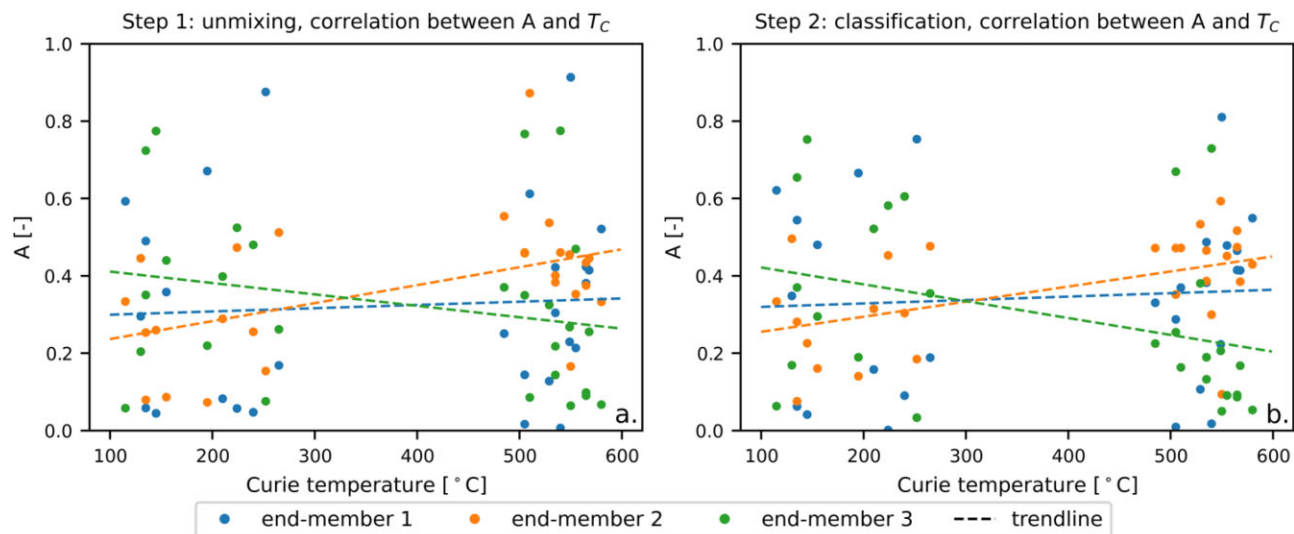 Step 1: unmixing, correlation between A and T_C
1.0
0.8
0.6
0.4
0.2
0.0
A [-]
100 200 300 400 500 600
Curie temperature [°C]
a.
Step 2: classification, correlation between A and T_C
1.0
0.8
0.6
0.4
0.2
0.0
A [-]
100 200 300 400 500 600
Curie temperature [°C]
b.
end-member 1 end-member 2 end-member 3 trendline